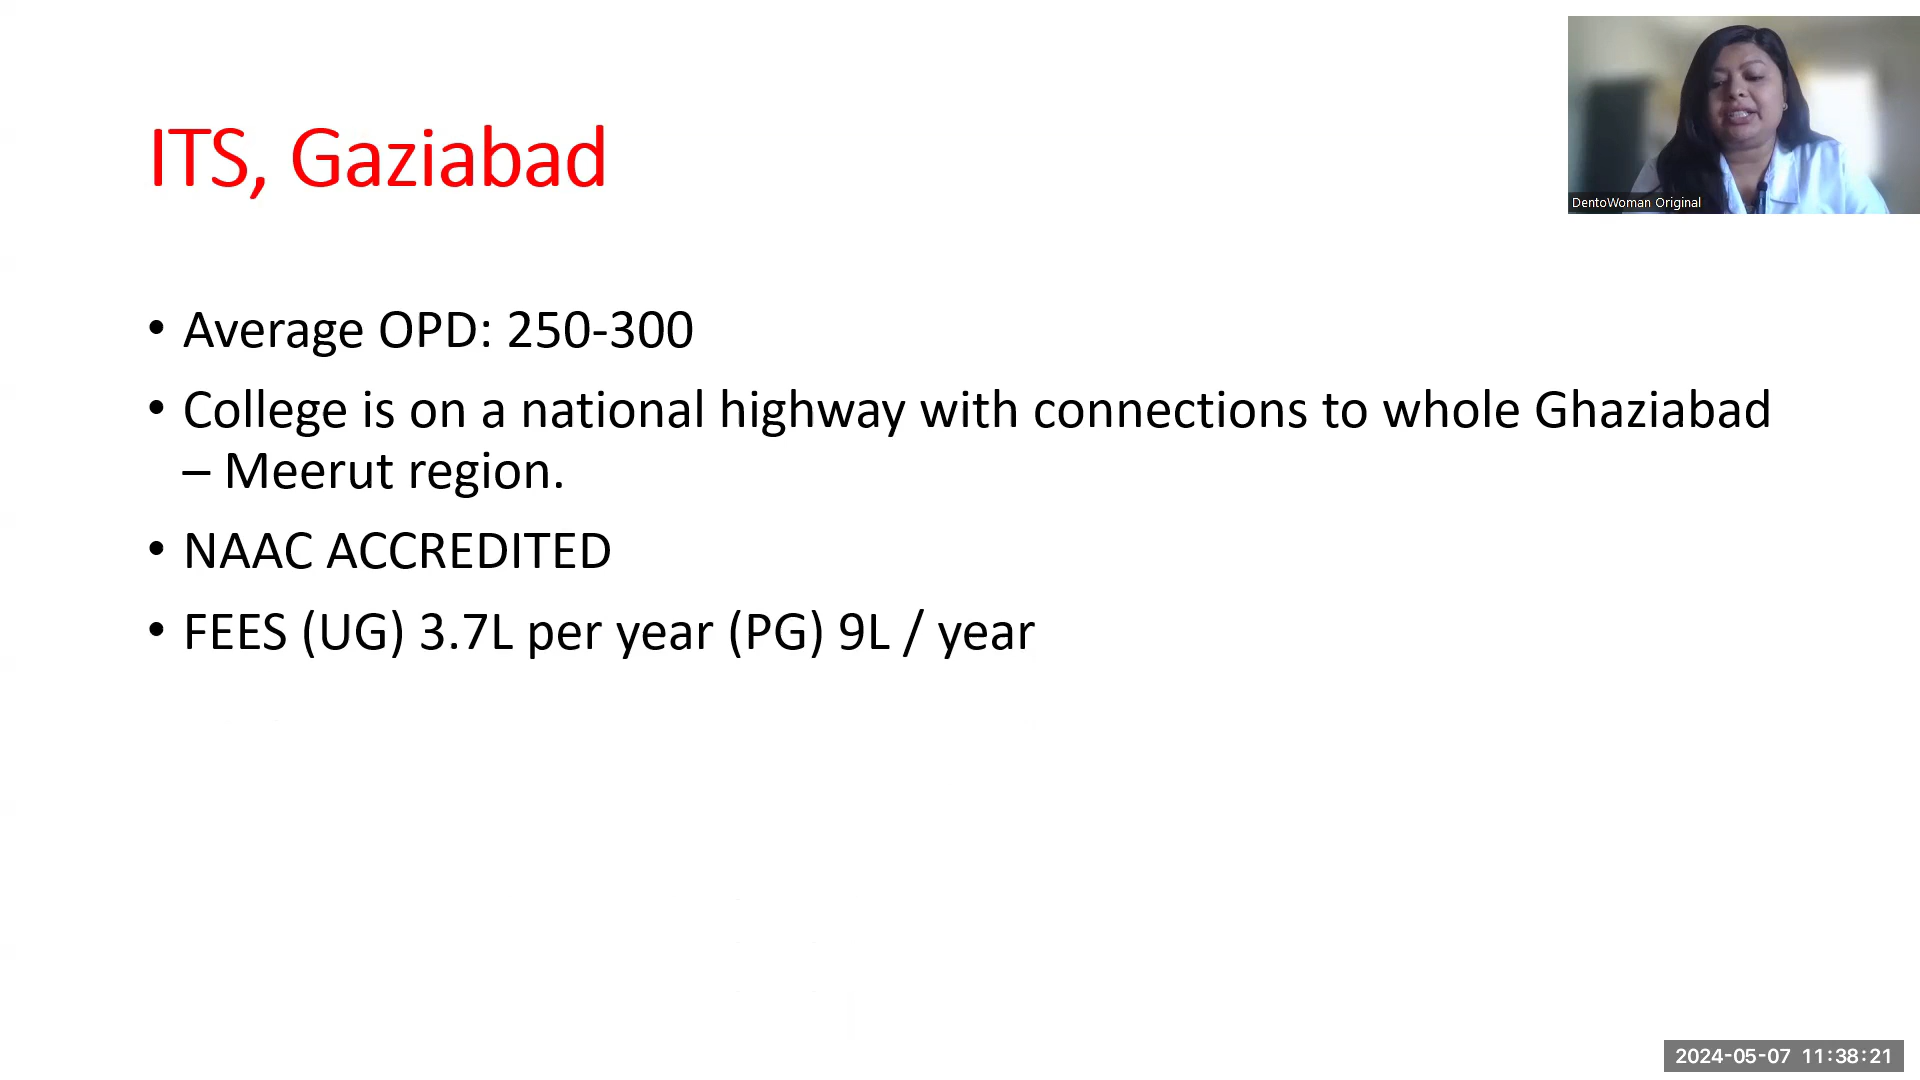 ITS, Gaziabad
DentoWoman Original
• Average OPD: 250-300
• College is on a national highway with connections to whole Ghaziabad
– Meerut region.
• NAAC ACCREDITED
• FEES (UG) 3.7L per year (PG) 9L / year
2024-05-07 11:38:21